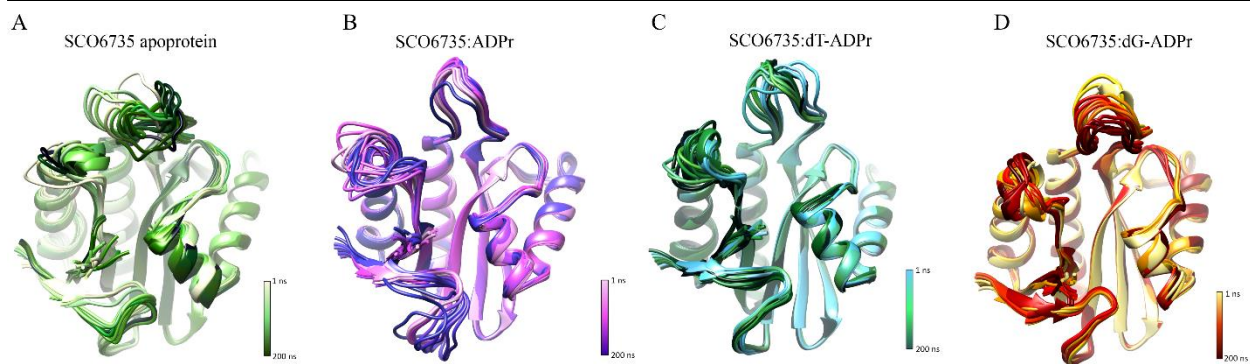 A
SCO6735 apoprotein
1 ns
200 ns
B
SCO6735:ADPr
1 ns
200 ns
C
SCO6735:dT-ADPr
1 ns
200 ns
D
SCO6735:dG-ADPr
1 ns
200 ns